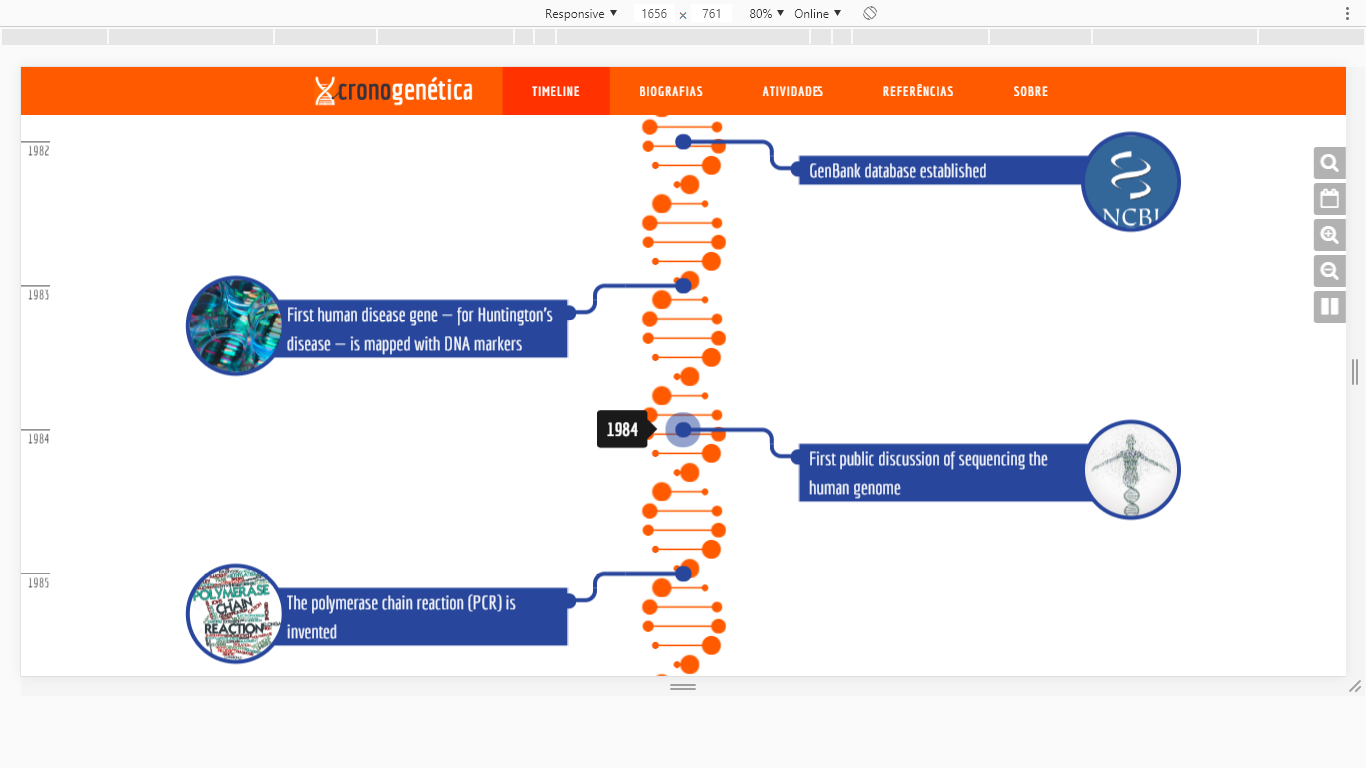 Responsive 1656 x 761 80% Online
cronogenética TIMELINE BIOGRAFIAS ATIVIDADES REFERÊNCIAS SOBRE
1982
GenBank database established
NCBI
1983
First human disease gene – for Huntington's
disease – is mapped with DNA markers
1984
1984
First public discussion of sequencing the
human genome
1985
POLYMERASE
CHAIN
REACTION
The polymerase chain reaction (PCR) is
invented